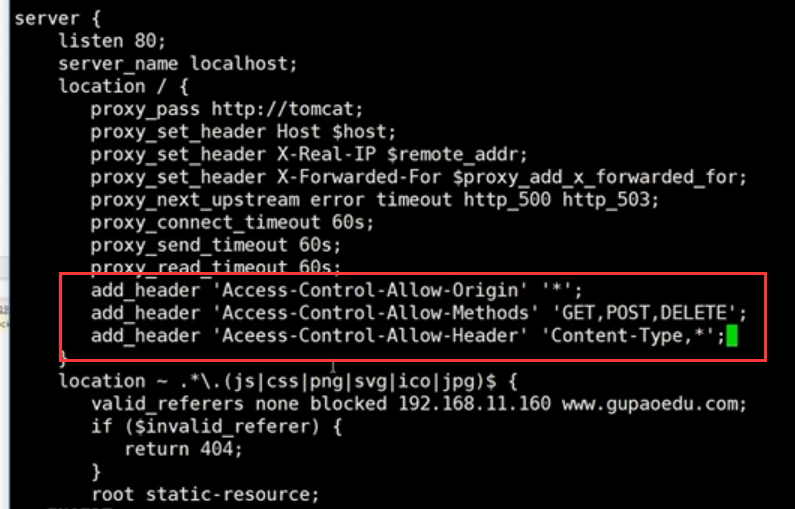 server {
listen 80;
server_name localhost;
location / {
proxy_pass http://tomcat;
proxy_set_header Host $host;
proxy_set_header X-Real-IP $remote_addr;
proxy_set_header X-Forwarded-For $proxy_add_x_forwarded_for;
proxy_next_upstream error timeout http_500 http_503;
proxy_connect_timeout 60s;
proxy_send_timeout 60s;
proxy_read_timeout 60s;
add_header 'Access-Control-Allow-Origin' '*';
add_header 'Access-Control-Allow-Methods' 'GET,POST,DELETE';
add_header 'Aceess-Control-Allow-Header' 'Content-Type,*';
}
location ~ .*\.(js|css|png|svg|ico|jpg)$ {
valid_referers none blocked 192.168.11.160 www.gupaoedu.com;
if ($invalid_referer) {
return 404;
}
root static-resource;